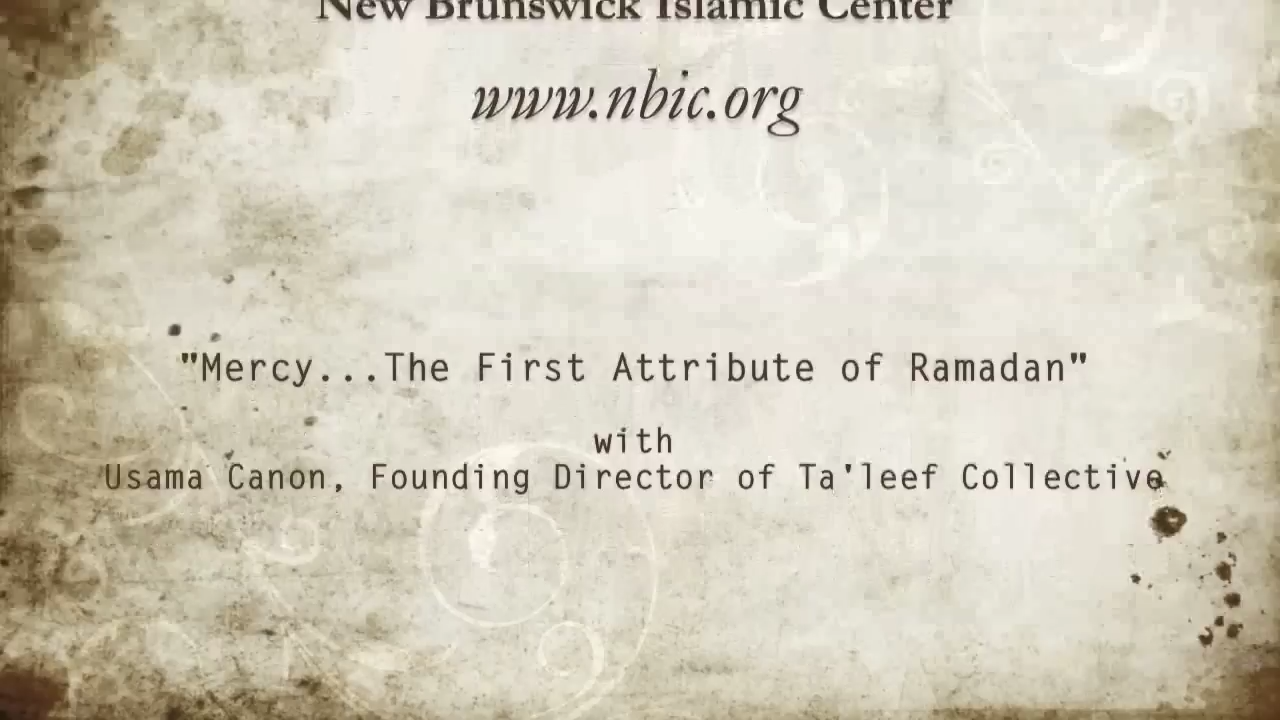 New Brunswick Islamic Center
www.nbic.org
"Mercy...The First Attribute of Ramadan"
with
Usama Canon, Founding Director of Ta'leef Collective